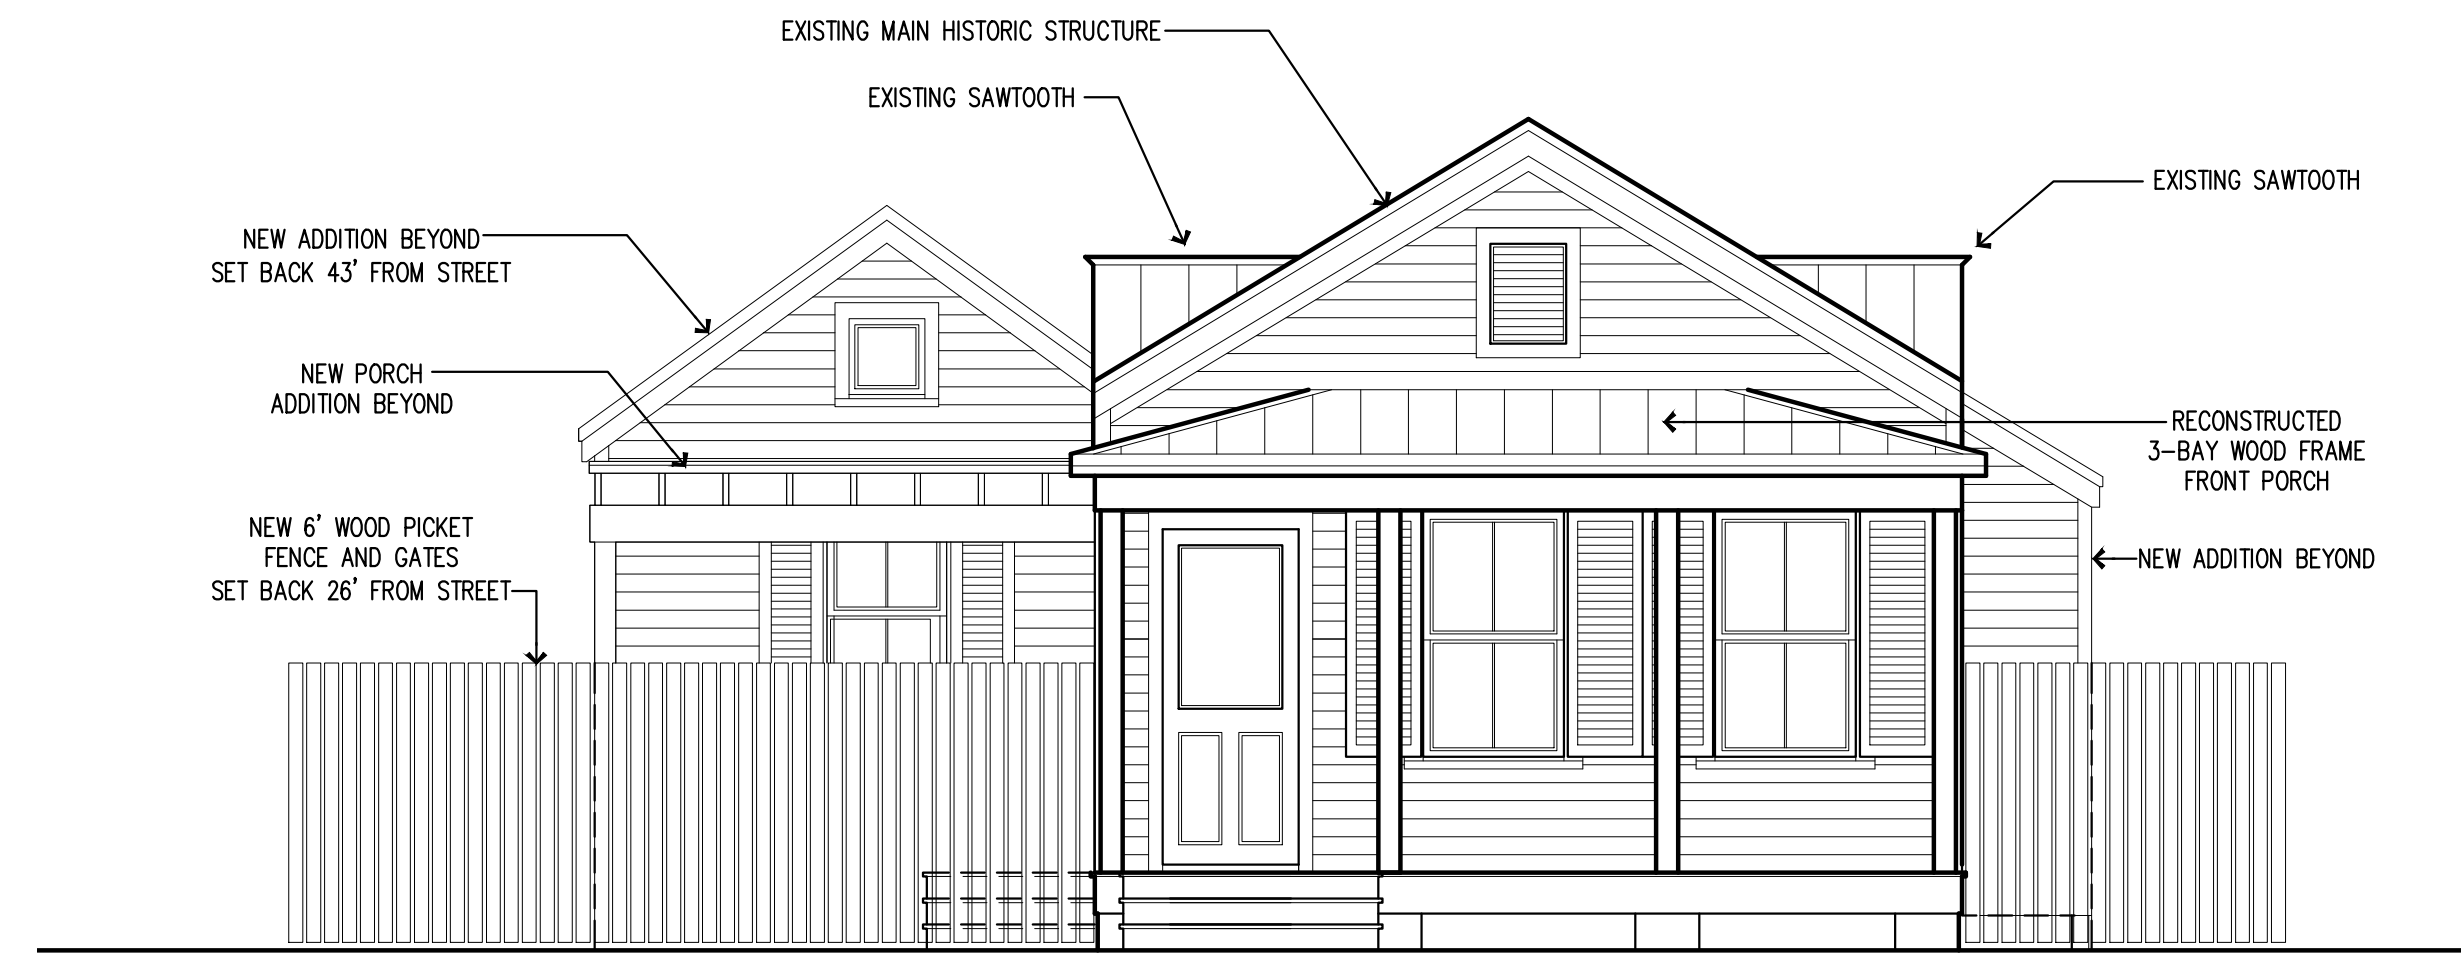 EXISTING MAIN HISTORIC STRUCTURE
EXISTING SAWTOOTH
EXISTING SAWTOOTH
NEW ADDITION BEYOND
SET BACK 43' FROM STREET
NEW PORCH
ADDITION BEYOND
RECONSTRUCTED
3-BAY WOOD FRAME
FRONT PORCH
NEW 6' WOOD PICKET
FENCE AND GATES
SET BACK 26' FROM STREET
NEW ADDITION BEYOND